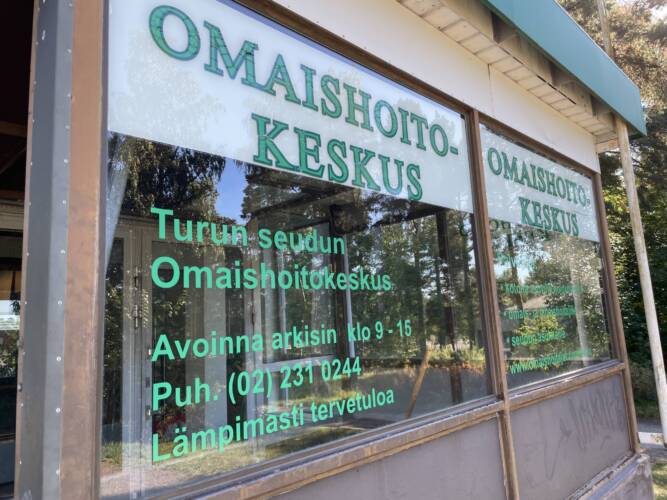 OMAISHOITO-
KESKUS
Turun seudun
Omaishoitokeskus
Avoinna arkisin klo 9 - 15
Puh. (02) 231 0244
Lämpimästi tervetuloa
OMAISHOITO-
KESKUS